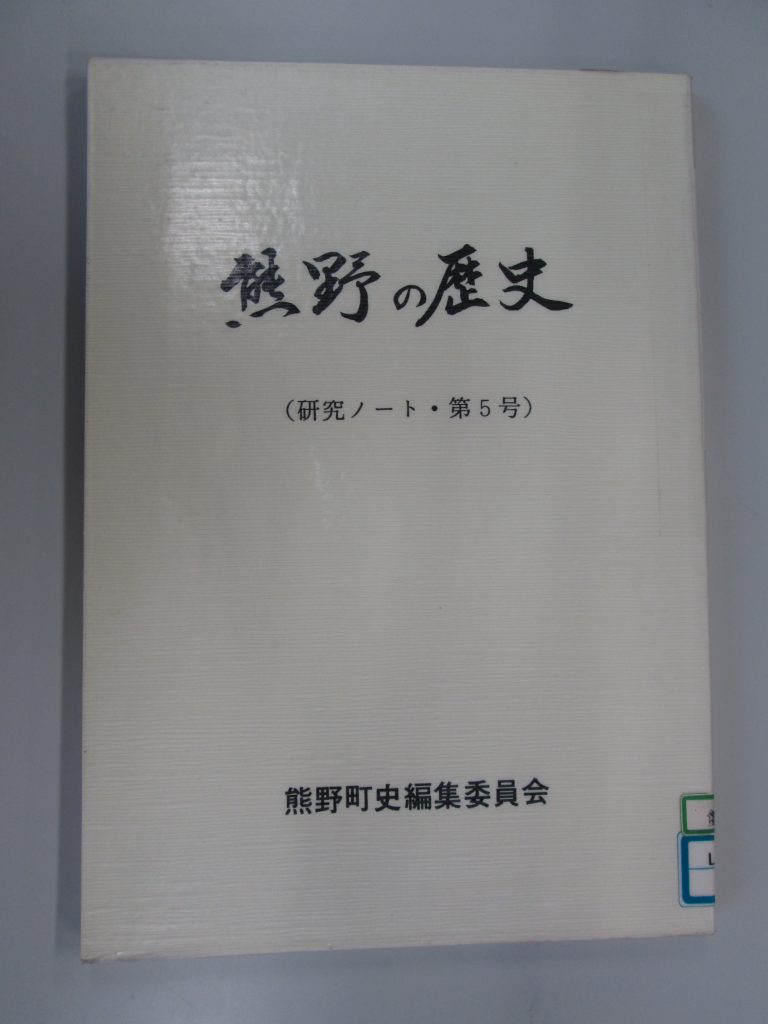 熊野の歴史
（研究ノート・第5号）
熊野町史編集委員会
L